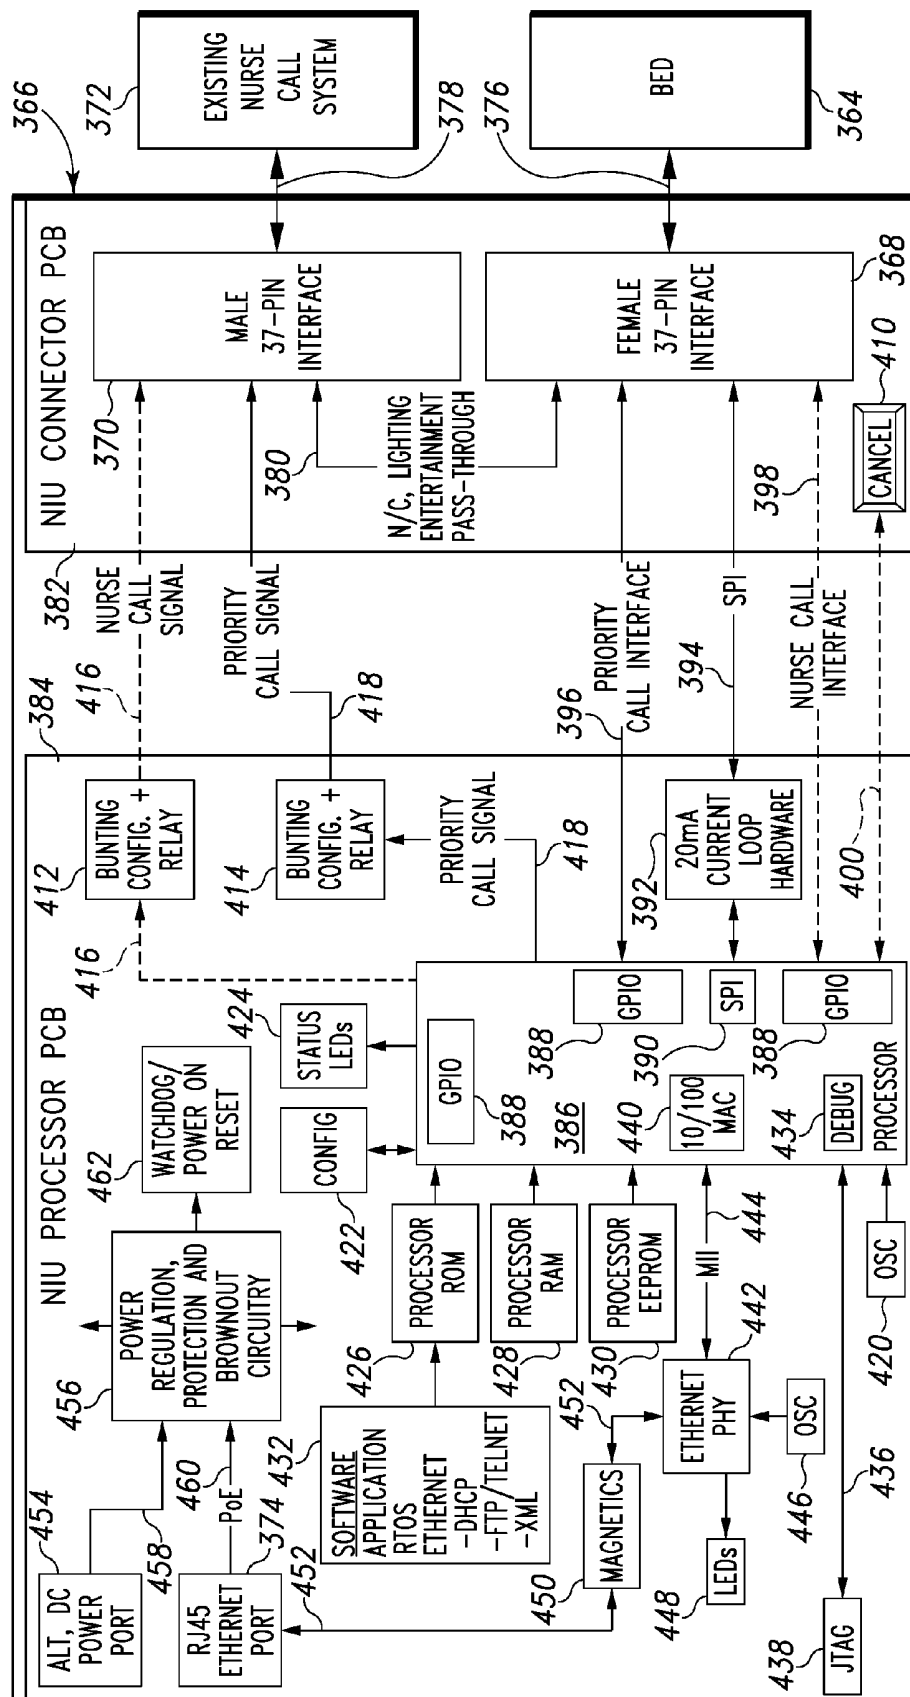 NIU PROCESSOR PCB
NIU CONNECTOR PCB
366
454
ALT, DC
POWER
PORT
458
456
POWER
REGULATION,
PROTECTION AND
BROWNOUT
CIRCUITRY
462
WATCHDOG/
POWER ON
RESET
416
412
BUNTING
CONFIG. +
RELAY
384
416
NURSE
CALL
SIGNAL
382
370
MALE
37-PIN
INTERFACE
372
EXISTING
NURSE
CALL
SYSTEM
378
RJ45
ETHERNET
PORT
374
PoE
460
452
432
SOFTWARE
APPLICATION
RTOS
ETHERNET
-DHCP
-FTP/TELNET
-XML
422
CONFIG
424
STATUS
LEDs
414
BUNTING
CONFIG. +
RELAY
418
PRIORITY
CALL SIGNAL
380
N/C, LIGHTING
ENTERTAINMENT
PASS-THROUGH
426
PROCESSOR
ROM
428
PROCESSOR
RAM
430
PROCESSOR
EEPROM
GPIO
388
386
PRIORITY
CALL SIGNAL
418
GPIO
388
396
PRIORITY
CALL INTERFACE
376
BED
364
FEMALE
37-PIN
INTERFACE
368
450
MAGNETICS
452
ETHERNET
PHY
442
MII
444
440
10/100
MAC
390
SPI
392
20mA
CURRENT
LOOP
HARDWARE
394
SPI
448
LEDs
446
OSC
434
DEBUG
388
GPIO
PROCESSOR
NURSE CALL
INTERFACE
398
400
CANCEL
410
438
JTAG
436
420
OSC